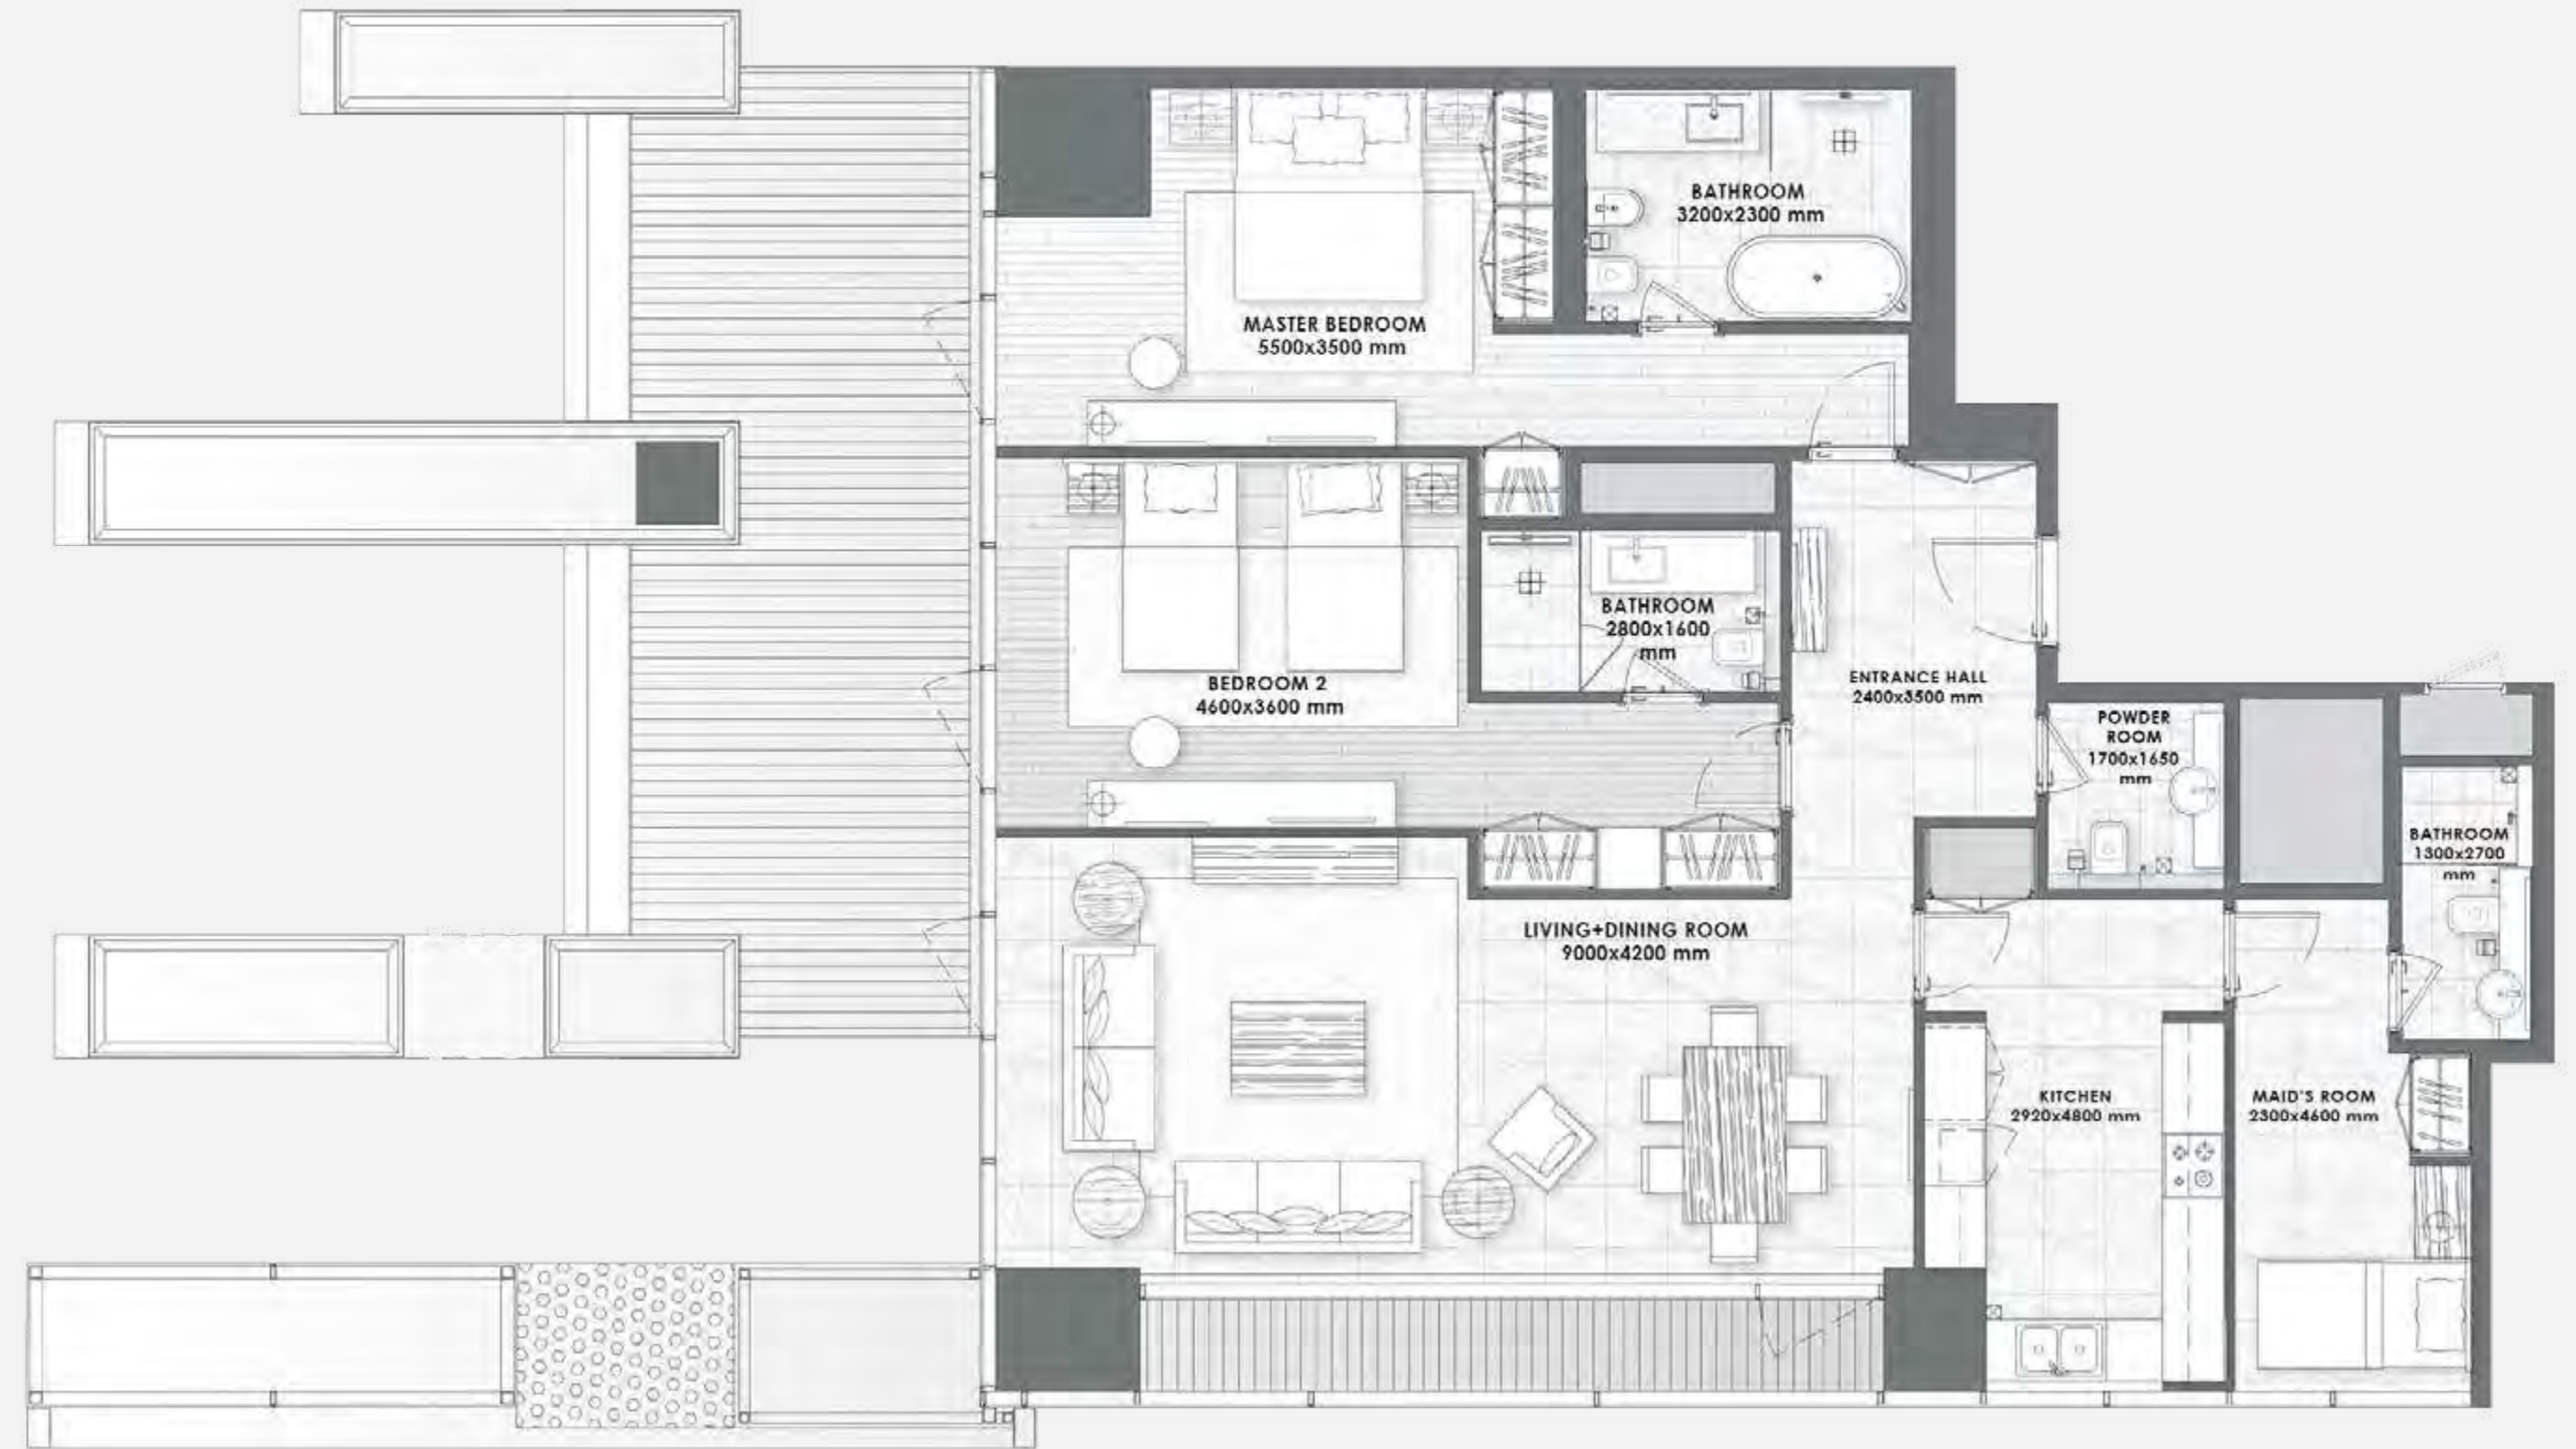 BATHROOM
3200x2300 mm
MASTER BEDROOM
5500x3500 mm
BATHROOM
2800x1600
mm
BEDROOM 2
4600x3600 mm
ENTRANCE HALL
2400x3500 mm
POWDER
ROOM
1700x1650
mm
BATHROOM
1300x2700
mm
LIVING+DINING ROOM
9000x4200 mm
KITCHEN
2920x4800 mm
MAID'S ROOM
2300x4600 mm